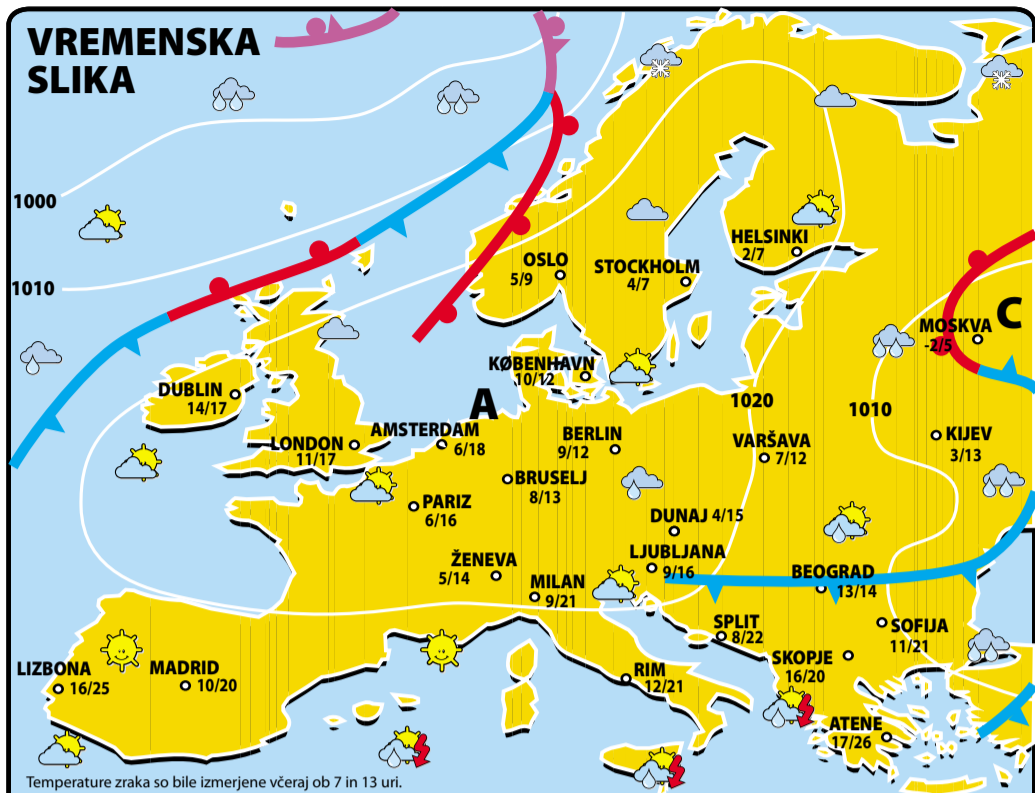 VREMENSKA
SLIKA
1000
1010
HELSINKI
2/7
OSLO
5/9
STOCKHOLM
4/7
C
MOSKVA
-2/5
KØBENHAVN
10/12
DUBLIN
14/17
A
1020
1010
LONDON
11/17
AMSTERDAM
6/18
BERLIN
9/12
VARŠAVA
7/12
KIJEV
3/13
BRUSELJ
8/13
PARIZ
6/16
DUNAJ 4/15
LJUBLJANA
9/16
ŽENEVA
5/14
MILAN
9/21
BEOGRAD
13/14
SPLIT
8/22
SOFIJA
11/21
LIZBONA
16/25
MADRID
10/20
RIM
12/21
SKOPJE
16/20
ATENE
17/26
Temperature zraka so bile izmerjene včeraj ob 7 in 13 uri.